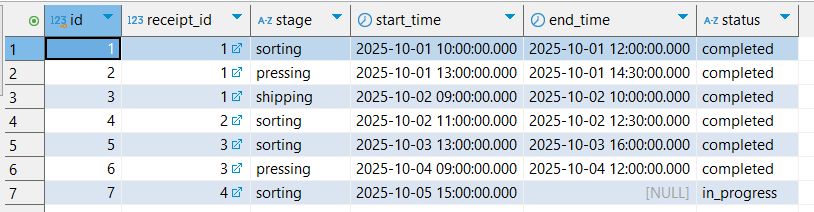 123 id 123 receipt_id A-Z stage start_time end_time A-Z status
1 1 1 sorting 2025-10-01 10:00:00.000 2025-10-01 12:00:00.000 completed
2 2 1 pressing 2025-10-01 13:00:00.000 2025-10-01 14:30:00.000 completed
3 3 1 shipping 2025-10-02 09:00:00.000 2025-10-02 10:00:00.000 completed
4 4 2 sorting 2025-10-02 11:00:00.000 2025-10-02 12:30:00.000 completed
5 5 3 sorting 2025-10-03 13:00:00.000 2025-10-03 16:00:00.000 completed
6 6 3 pressing 2025-10-04 09:00:00.000 2025-10-04 12:00:00.000 completed
7 7 4 sorting 2025-10-05 15:00:00.000 [NULL] in_progress